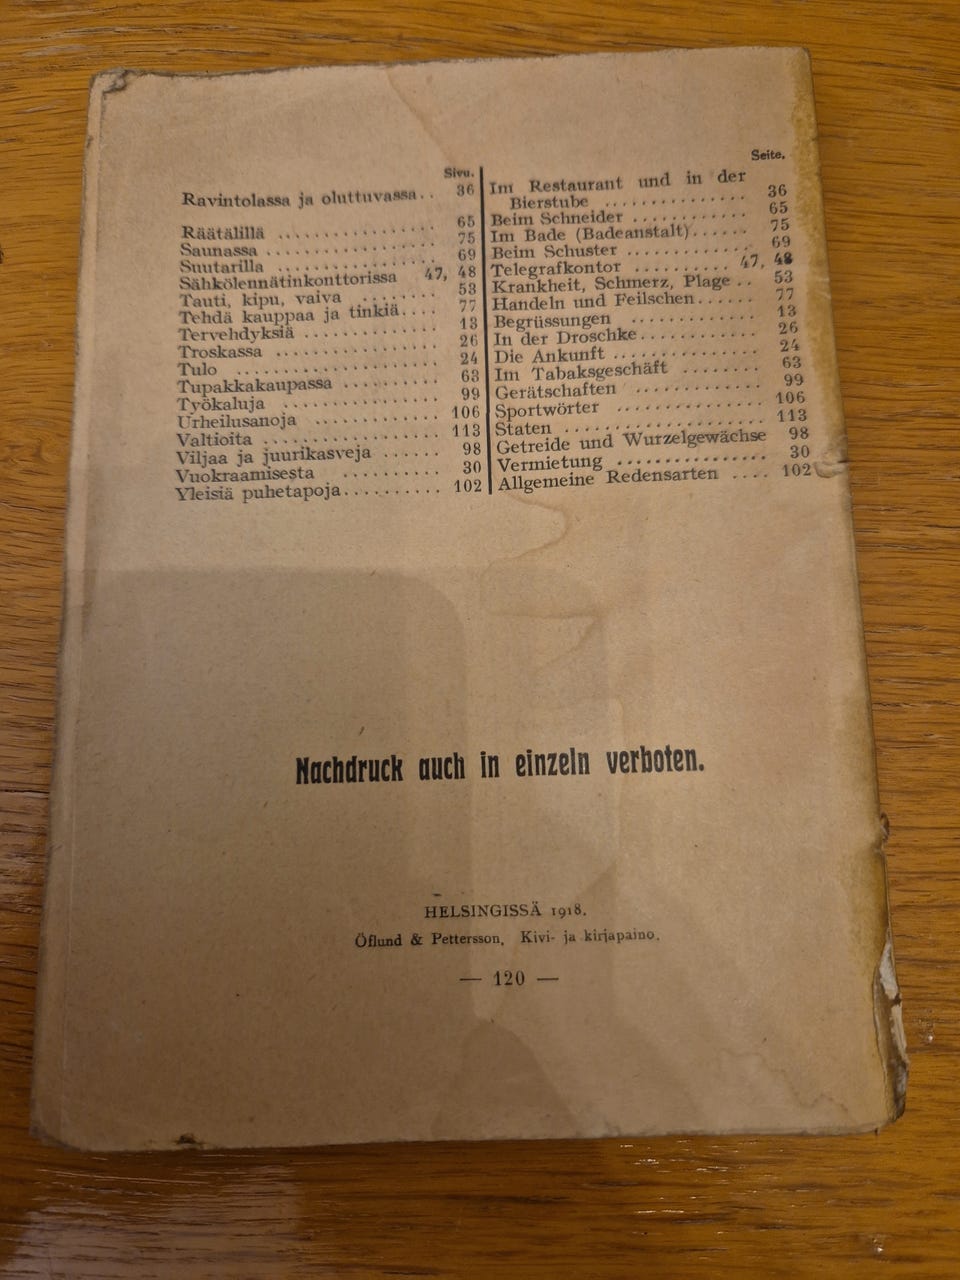 Sivu.
Ravintolassa ja oluttuvassa.. 36
Räätälillä ................ 65
Saunassa .................. 75
Suutarilla ................ 69
Sähkölennätinkonttorissa 47, 48
Tauti, kipu, vaiva ........ 53
Tehdä kauppaa ja tinkiä.... 77
Tervehdyksiä .............. 13
Troskassa ................. 26
Tulo ...................... 24
Tupakkakaupassa ........... 63
Työkaluja ................. 99
Urheilusanoja ............. 106
Valtioita ................. 113
Viljaa ja juurikasveja ...... 98
Vuokraamisesta .......... 30
Yleisiä puhetapoja.......... 102
Seite.
Im Restaurant und in der
Bierstube ............... 36
Beim Schneider ............ 65
Im Bade (Badeanstalt)...... 75
Beim Schuster ............. 69
Telegrafkontor .......... 47, 48
Krankheit, Schmerz, Plage .. 53
Handeln und Feilschen...... 77
Begrüssungen ............. 13
In der Droschke............ 26
Die Ankunft ............... 24
Im Tabaksgeschäft ........ 63
Gerätschaften ............ 99
Sportwörter .............. 106
Staten ................... 113
Getreide und Wurzelgewächse 98
Vermietung ............... 30
Allgemeine Redensarten .... 102
Nachdruck auch in einzeln verboten.
HELSINGISSÄ 1918.
Öflund & Pettersson, Kivi- ja kirjapaino.
— 120 —